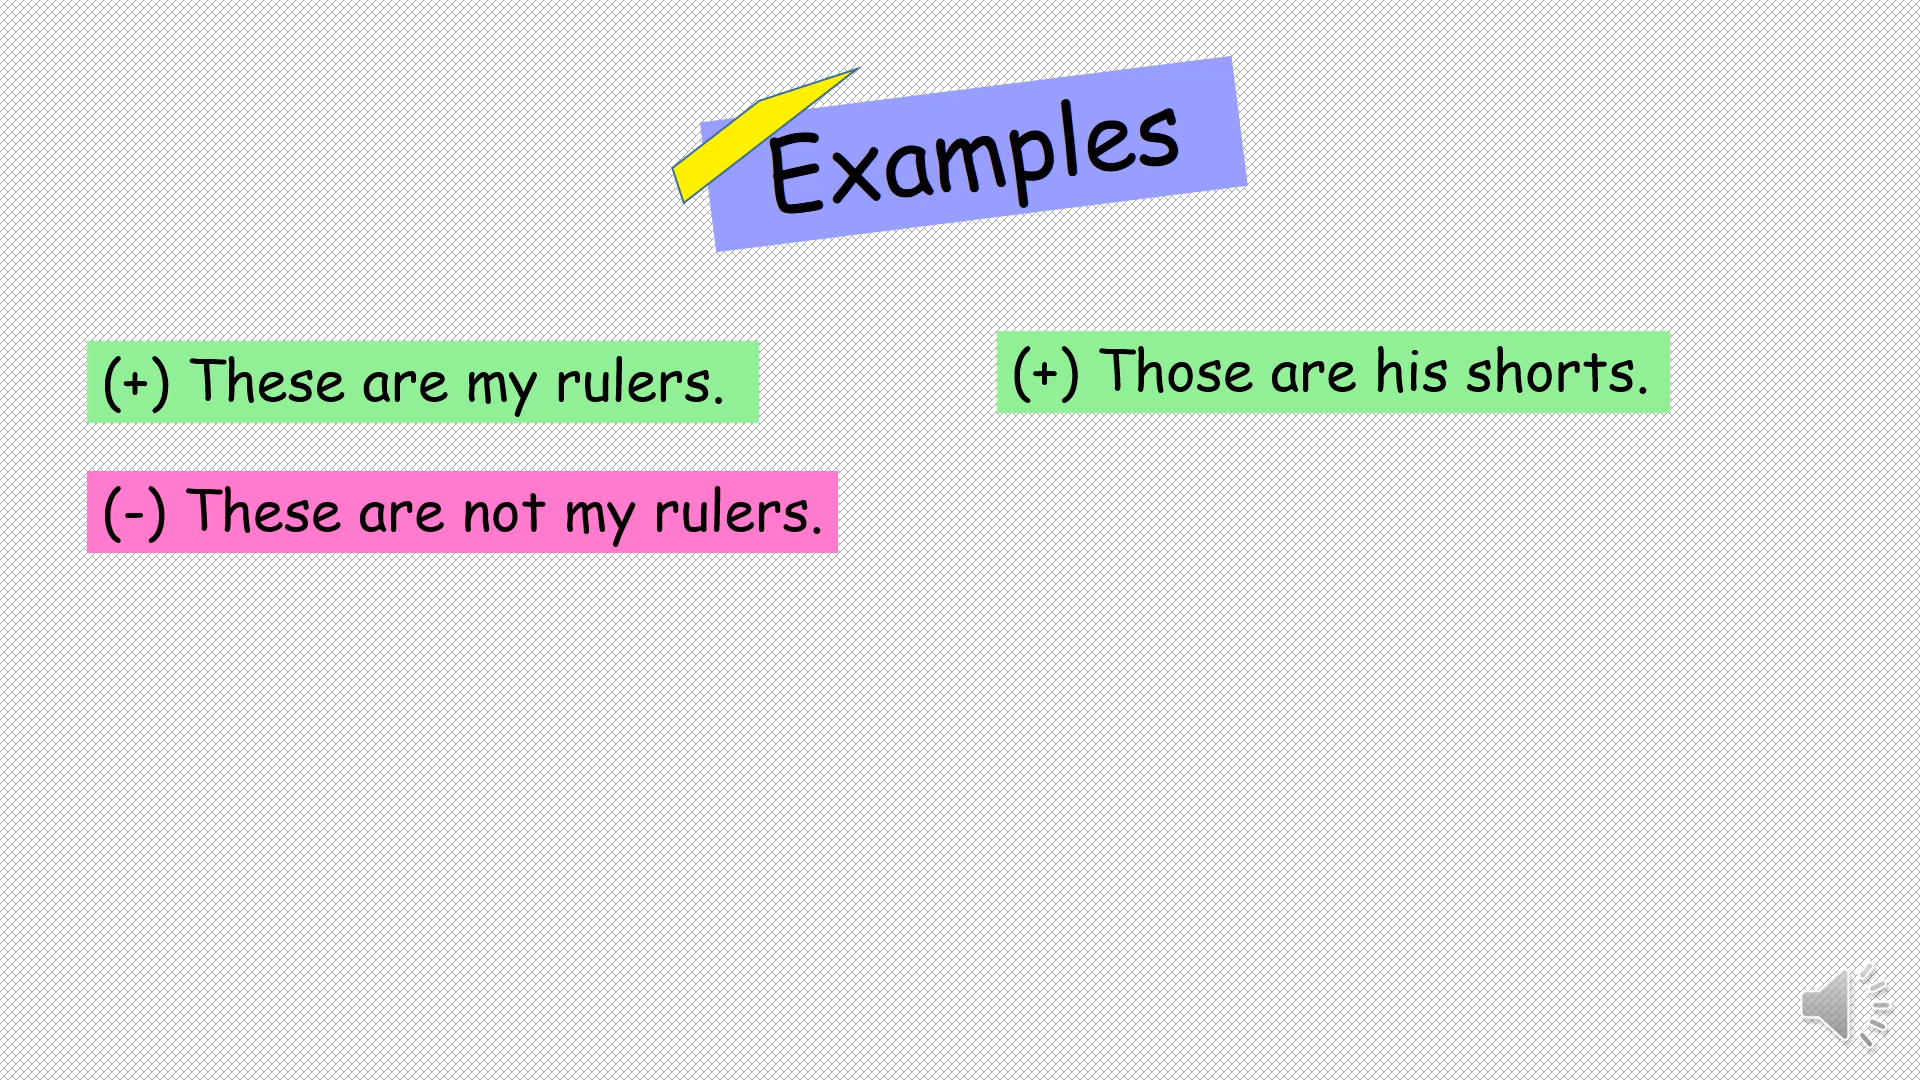 Examples
(+) These are my rulers.
(+) Those are his shorts.
(-) These are not my rulers.